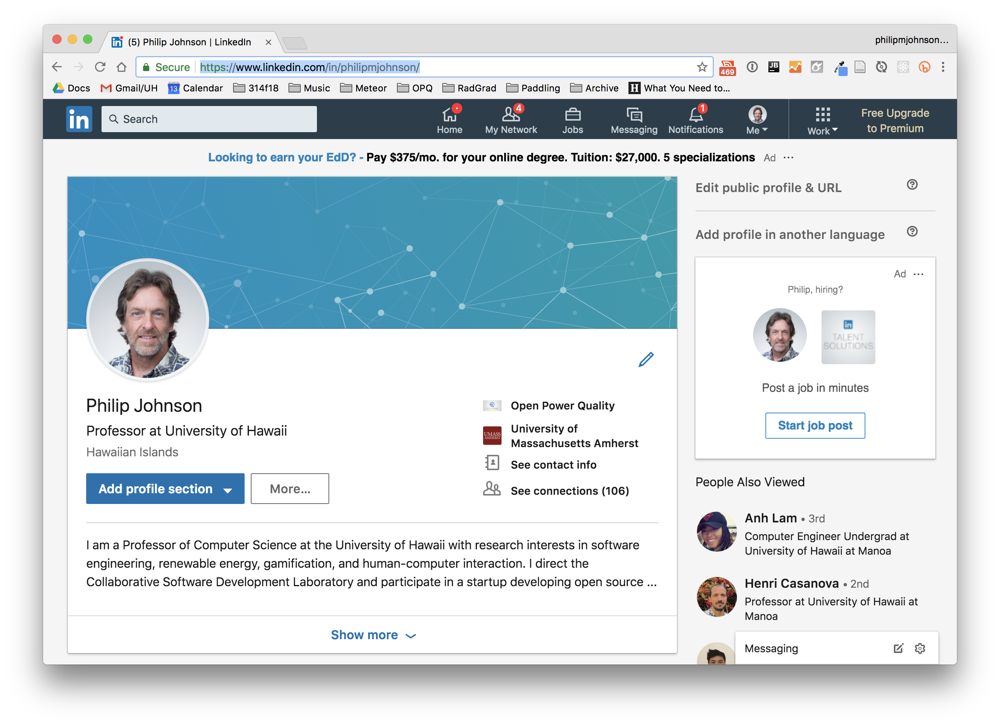 (5) Philip Johnson | LinkedIn
philipmjohnson...
Secure
https://www.linkedin.com/in/philipmjohnson/
469
JB
Docs
Gmail/UH
13 Calendar
314f18
Music
Meteor
OPQ
RadGrad
Paddling
Archive
H What You Need to...
in
Search
Home
4
My Network
Jobs
Messaging
1
Notifications
Me
Work
Free Upgrade
to Premium
Looking to earn your EdD? - Pay $375/mo. for your online degree. Tuition: $27,000. 5 specializations Ad ...
Edit public profile & URL
Add profile in another language
Ad ...
Philip, hiring?
in
TALENT
SOLUTIONS
Post a job in minutes
Start job post
Philip Johnson
Professor at University of Hawaii
Hawaiian Islands
Add profile section
More...
Open Power Quality
UMASS
AMHERST
University of
Massachusetts Amherst
See contact info
See connections (106)
I am a Professor of Computer Science at the University of Hawaii with research interests in software
engineering, renewable energy, gamification, and human-computer interaction. I direct the
Collaborative Software Development Laboratory and participate in a startup developing open source ...
Show more
People Also Viewed
Anh Lam • 3rd
Computer Engineer Undergrad at
University of Hawaii at Manoa
Henri Casanova • 2nd
Professor at University of Hawaii at
Manoa
Messaging